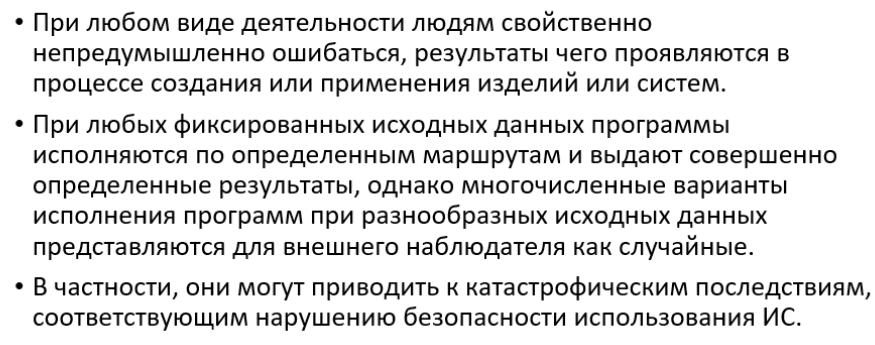 • При любом виде деятельности людям свойственно
непредумышленно ошибаться, результаты чего проявляются в
процессе создания или применения изделий или систем.
• При любых фиксированных исходных данных программы
исполняются по определенным маршрутам и выдают совершенно
определенные результаты, однако многочисленные варианты
исполнения программ при разнообразных исходных данных
представляются для внешнего наблюдателя как случайные.
• В частности, они могут приводить к катастрофическим последствиям,
соответствующим нарушению безопасности использования ИС.